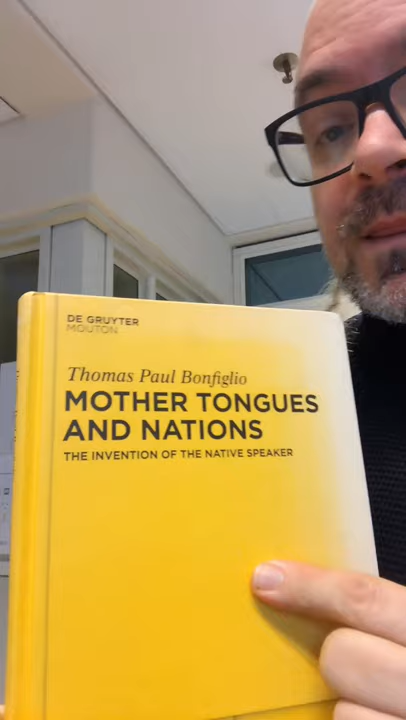 DE GRUYTER
MOUTON
Thomas Paul Bonfiglio
MOTHER TONGUES
AND NATIONS
THE INVENTION OF THE NATIVE SPEAKER